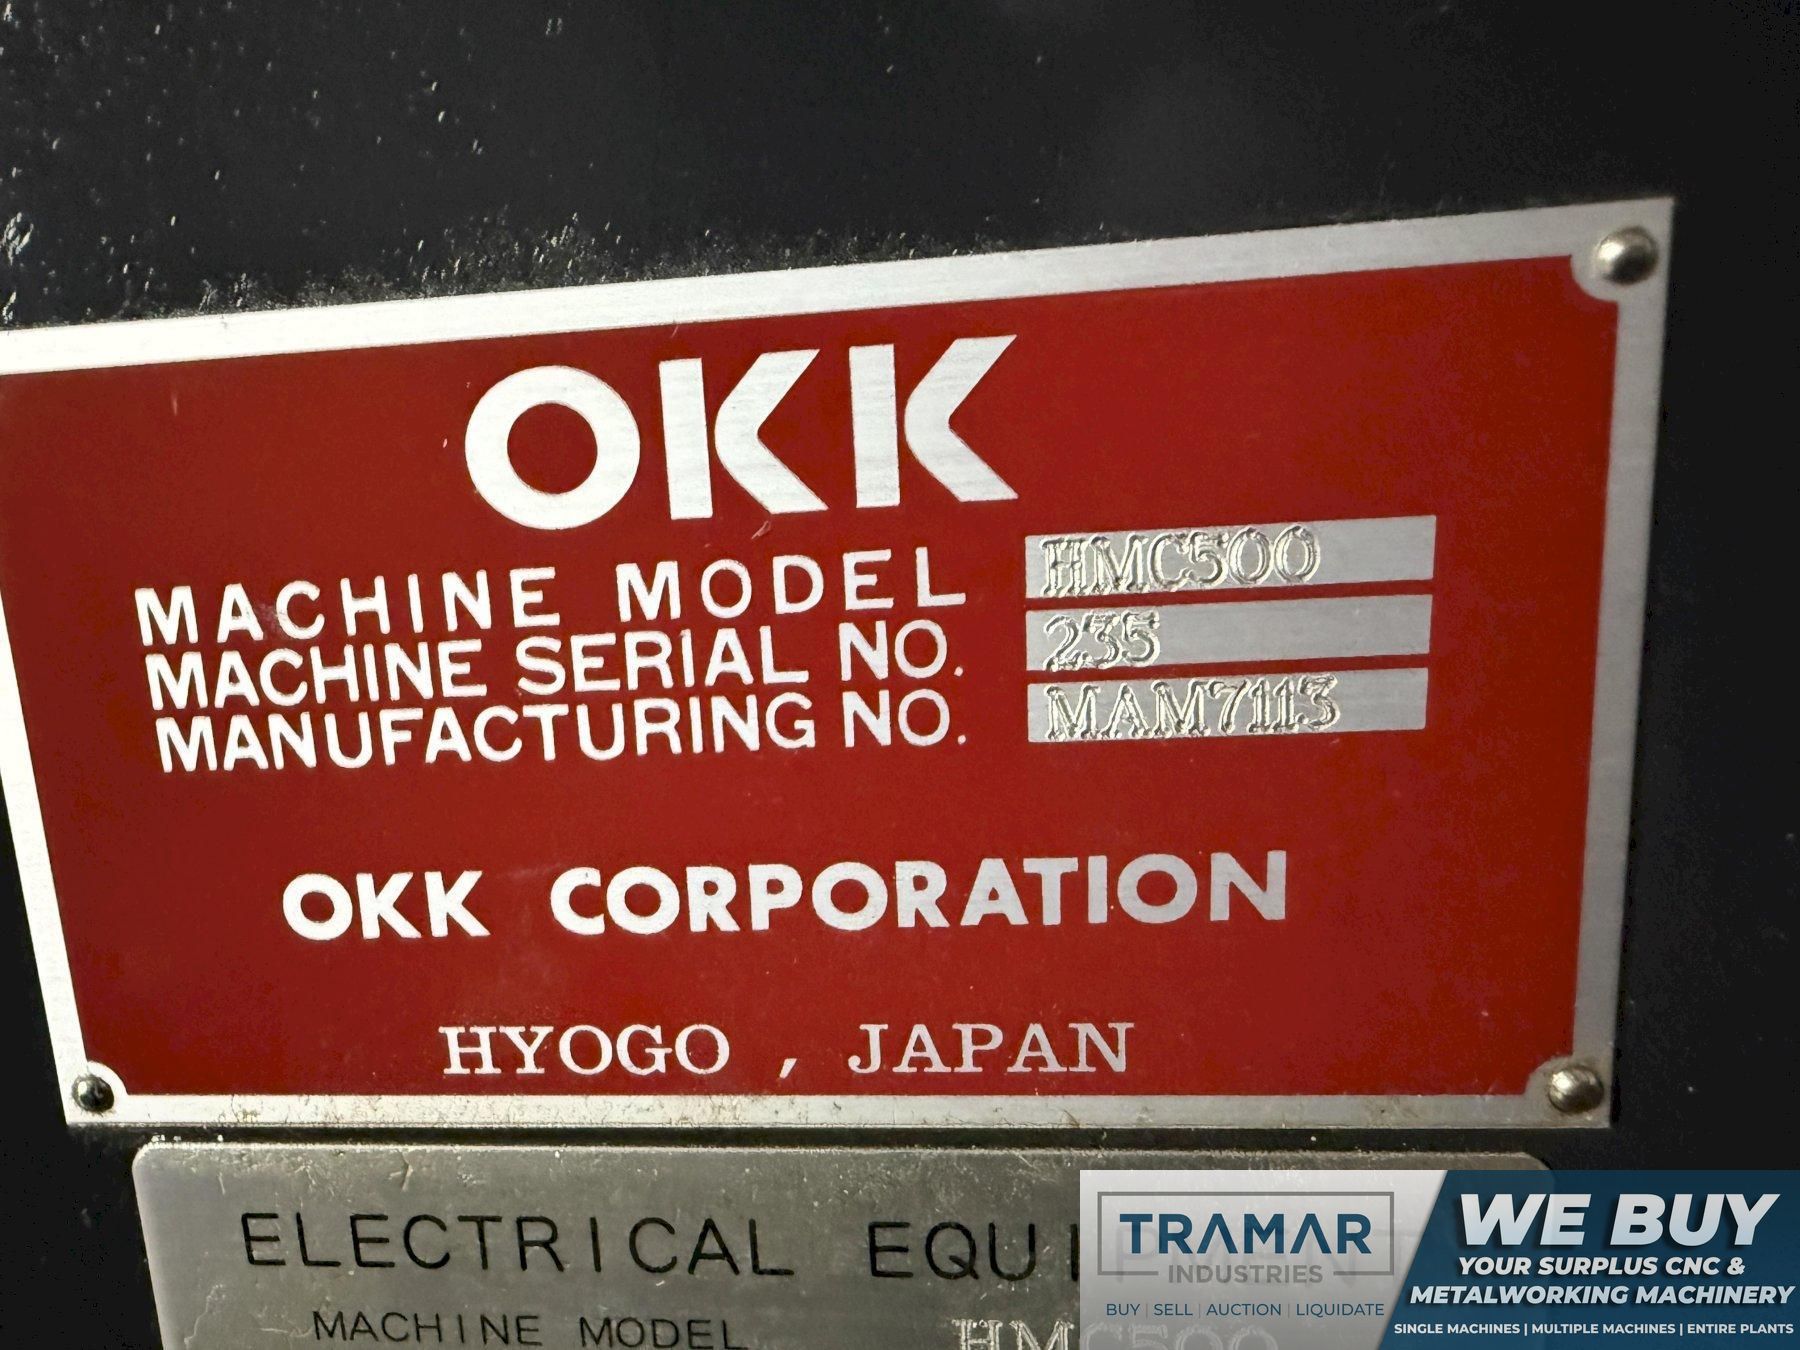 OKK
MACHINE MODEL HMC500
MACHINE SERIAL NO. 235
MANUFACTURING NO. MAM7113
OKK CORPORATION
HYOGO , JAPAN
ELECTRICAL
MACHINE MODEL HMC500
TRAMAR
INDUSTRIES
BUY | SELL | AUCTION | LIQUIDATE
WE BUY
YOUR SURPLUS CNC &
METALWORKING MACHINERY
SINGLE MACHINES | MULTIPLE MACHINES | ENTIRE PLANTS